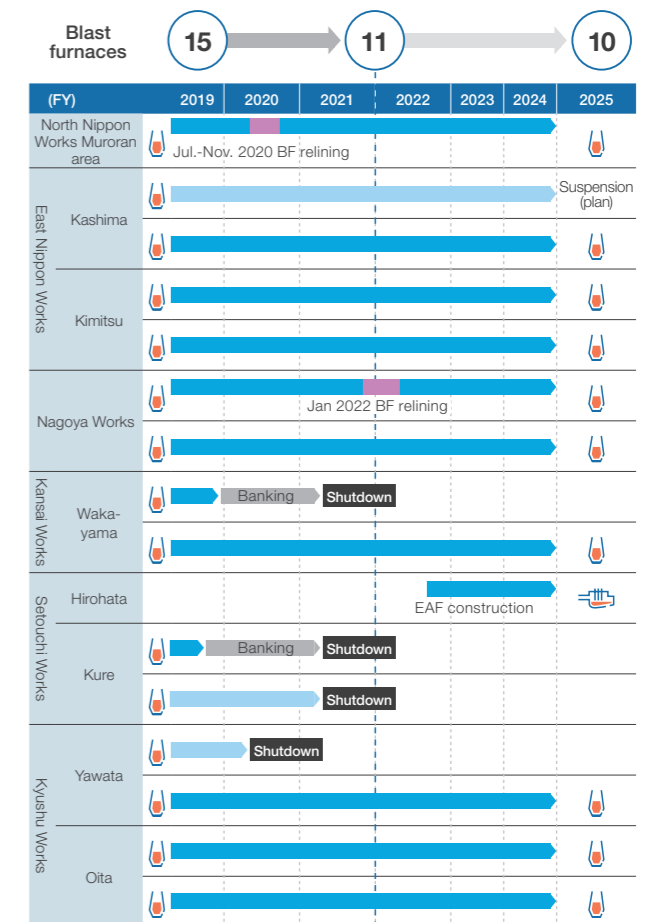 Blast
furnaces
15
11
10
(FY)
2019
2020
2021
2022
2023
2024
2025
North Nippon
Works Muroran
area
Jul.-Nov. 2020 BF relining
East Nippon Works
Kashima
Suspension
(plan)
Kimitsu
Nagoya Works
Jan 2022 BF relining
Kansai Works
Waka-
yama
Banking
Shutdown
Setouchi Works
Hirohata
EAF construction
Kure
Banking
Shutdown
Shutdown
Kyushu Works
Yawata
Shutdown
Oita